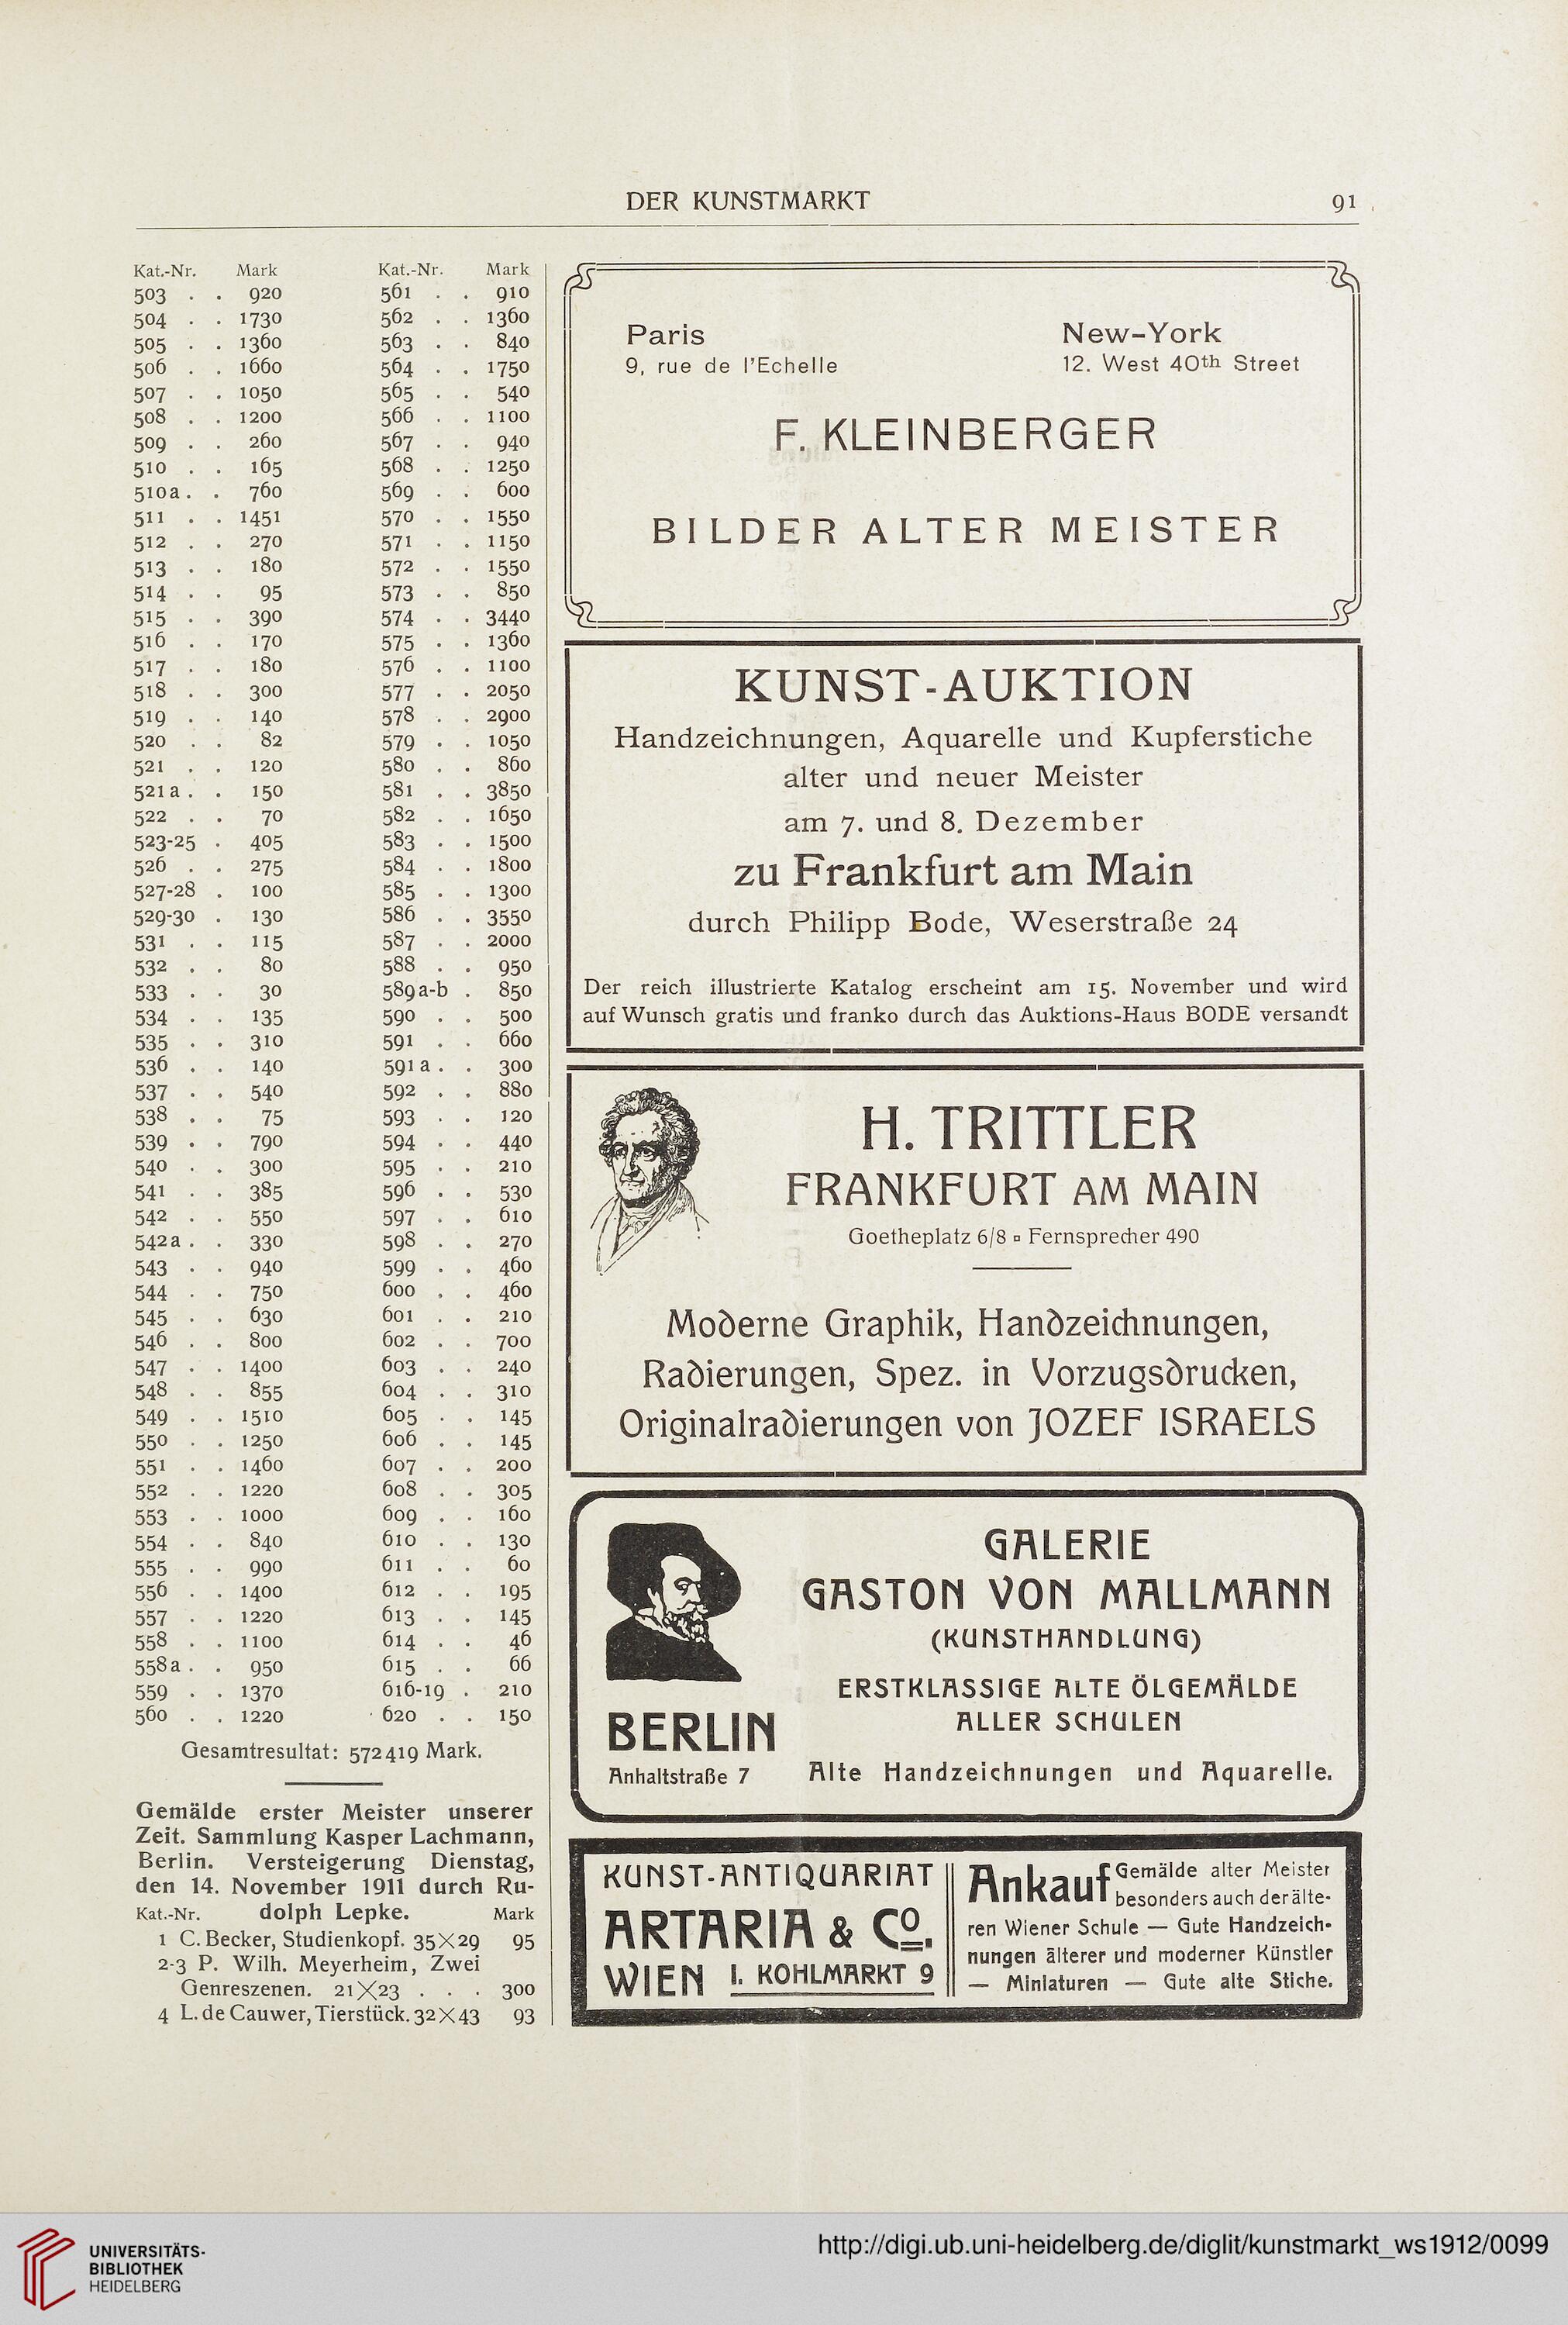 DER KUNSTMARKT
91
Kat.-Nr. Mark
503 . . 920
504 . . 1730
505 . . 1360
506 . . 1660
507 . . 1050
508 . . 1200
509 . . 260
510 . . 165
510a . . 760
511 . . 1451
512 . . 270
513 . . 180
514 . . 95
515 . . 390
516 . . 170
517 . . 180
518 . . 300
519 . . 140
520 . . 82
521 . . 120
521a . . 150
522 . . 70
523-25 . 405
526 . . 275
527-28 . 100
529-30 . 130
531 . . 115
532 . . 80
533 . . 30
534 . . 135
535 . . 310
536 . . 140
537 . . 540
538 . . 75
539 . . 790
540 . . 300
541 . . 385
542 . . 550
542a . . 330
543 . . 940
544 . . 750
545 . . 630
546 . . 800
547 . . 1400
548 . . 855
549 . . 1510
550 . . 1250
551 . . 1460
552 . . 1220
553 . . 1000
554 . . 840
555 . . 990
556 . . 1400
557 . . 1220
558 . . 1100
558a . . 950
559 . . 1370
560 . . 1220
Kat.-Nr. Mark
561 . . 910
562 . . 1360
563 . . 840
564 . . 1750
565 . . 540
566 . . 1100
567 . . 940
568 . . 1250
569 . . 600
570 . . 1550
571 . . 1150
572 . . 1550
573 . . 850
574 . . 3440
575 . . 1360
576 . . 1100
577 . . 2050
578 . . 2900
579 . . 1050
580 . . 860
581 . . 3850
582 . . 1650
583 . . 1500
584 . . 1800
585 . . 1300
586 . . 3550
587 . . 2000
588 . . 950
589a-b . 850
590 . . 500
591 . . 660
591a . . 300
592 . . 880
593 . . 120
594 . . 440
595 . . 210
596 . . 530
597 . . 610
598 . . 270
599 . . 460
600 . . 460
601 . . 210
602 . . 700
603 . . 240
604 . . 310
605 . . 145
606 . . 145
607 . . 200
608 . . 305
609 . . 160
610 . . 130
611 . . 60
612 . . 195
613 . . 145
614 . . 46
615 . . 66
616-19 . 210
620 . . 150
Gesamtresultat: 572419 Mark.
Gemälde erster Meister unserer
Zeit. Sammlung Kasper Lachmann,
Berlin. Versteigerung Dienstag,
den 14. November 1911 durch Ru-
Kat.-Nr. dolph Lepke. Mark
1 C. Becker, Studienkopf. 35×29 95
2-3 P. Wilh. Meyerheim, Zwei
Genreszenen. 21×23 . . . 300
4 L. de Cauwer, Tierstück. 32×43 93
Paris New-York
9, rue de l'Echelle 12. West 40th Street
F. KLEINBERGER
BILDER ALTER MEISTER
KUNST-AUKTION
Handzeichnungen, Aquarelle und Kupferstiche
alter und neuer Meister
am 7. und 8. Dezember
zu Frankfurt am Main
durch Philipp Bode, Weserstraße 24
Der reich illustrierte Katalog erscheint am 15. November und wird
auf Wunsch gratis und franko durch das Auktions-Haus BODE versandt
H. TRITTLER
FRANKFURT AM MAIN
Goetheplatz 6/8 ▫ Fernsprecher 490
Moderne Graphik, Handzeichnungen,
Radierungen, Spez. in Vorzugsdrucken,
Originalradierungen von JOZEF ISRAELS
GALERIE
GASTON VON MALLMANN
(KUNSTHANDLUNG)
ERSTKLASSIGE ALTE ÖLGEMÄLDE
ALLER SCHULEN
BERLIN
Anhaltstraße 7
Alte Handzeichnungen und Aquarelle.
KUNST-ANTIQUARIAT
ARTARIA & Co.
WIEN I. KOHLMARKT 9
Ankauf Gemälde alter Meister
besonders auch der älte-
ren Wiener Schule — Gute Handzeich-
nungen älterer und moderner Künstler
— Miniaturen — Gute alte Stiche.
UNIVERSITÄTS-
BIBLIOTHEK
HEIDELBERG
http://digi.ub.uni-heidelberg.de/diglit/kunstmarkt_ws1912/0099